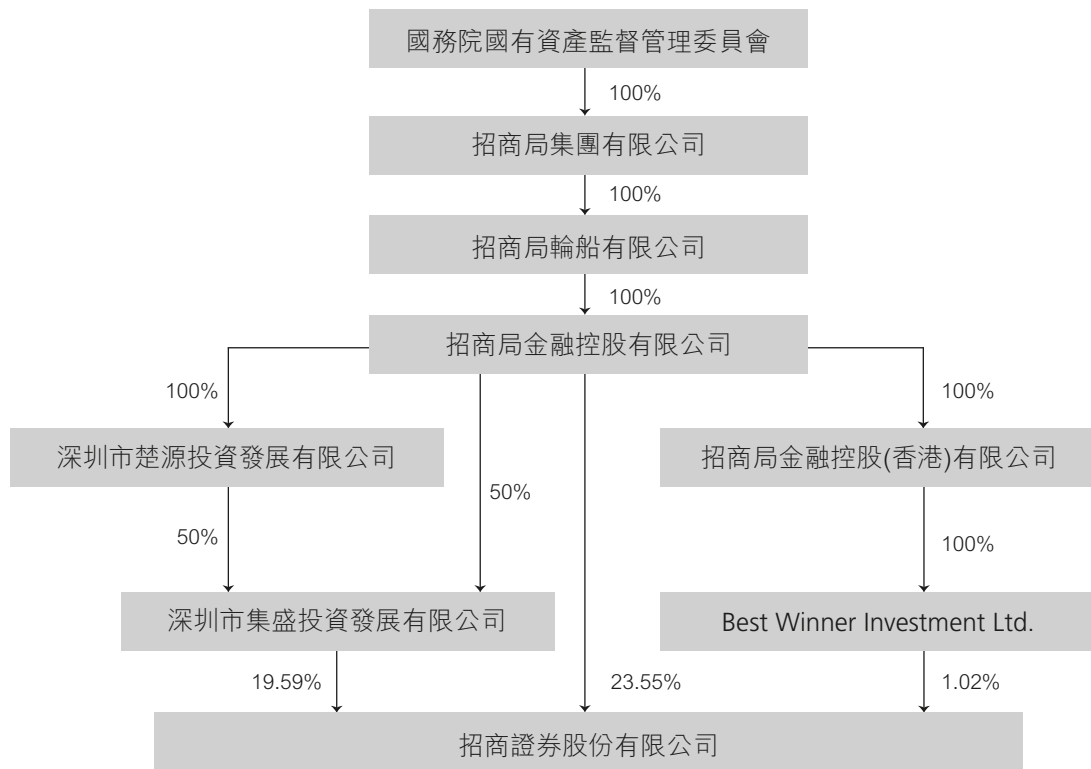 國務院國有資產監督管理委員會
100%
招商局集團有限公司
100%
招商局輪船有限公司
100%
招商局金融控股有限公司
100%
100%
深圳市楚源投資發展有限公司
招商局金融控股(香港)有限公司
50%
50%
100%
深圳市集盛投資發展有限公司
Best Winner Investment Ltd.
19.59%
23.55%
1.02%
招商證券股份有限公司